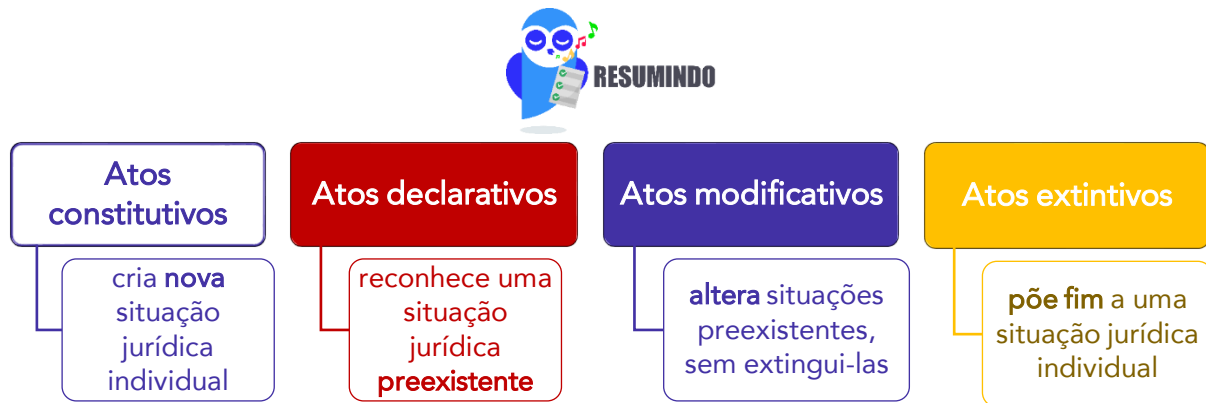 RESUMINDO
Atos
constitutivos
cria nova
situação
jurídica
individual
Atos declarativos
reconhece uma
situação
jurídica
preexistente
Atos modificativos
altera situações
preexistentes,
sem extingui-las
Atos extintivos
põe fim a uma
situação jurídica
individual